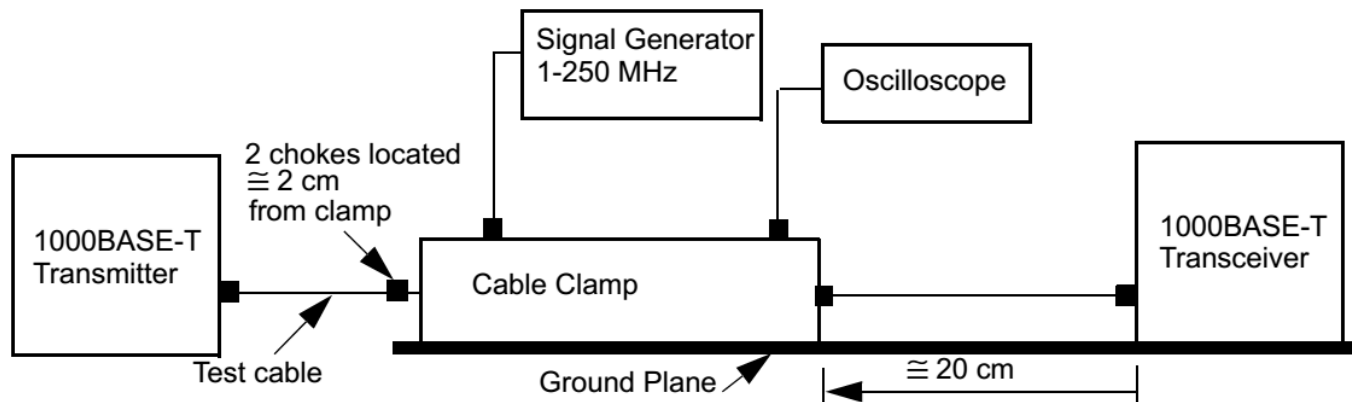 Signal Generator
1-250 MHz
Oscilloscope
2 chokes located
≅ 2 cm
from clamp
1000BASE-T
Transmitter
Cable Clamp
1000BASE-T
Transceiver
Test cable
Ground Plane
≅ 20 cm